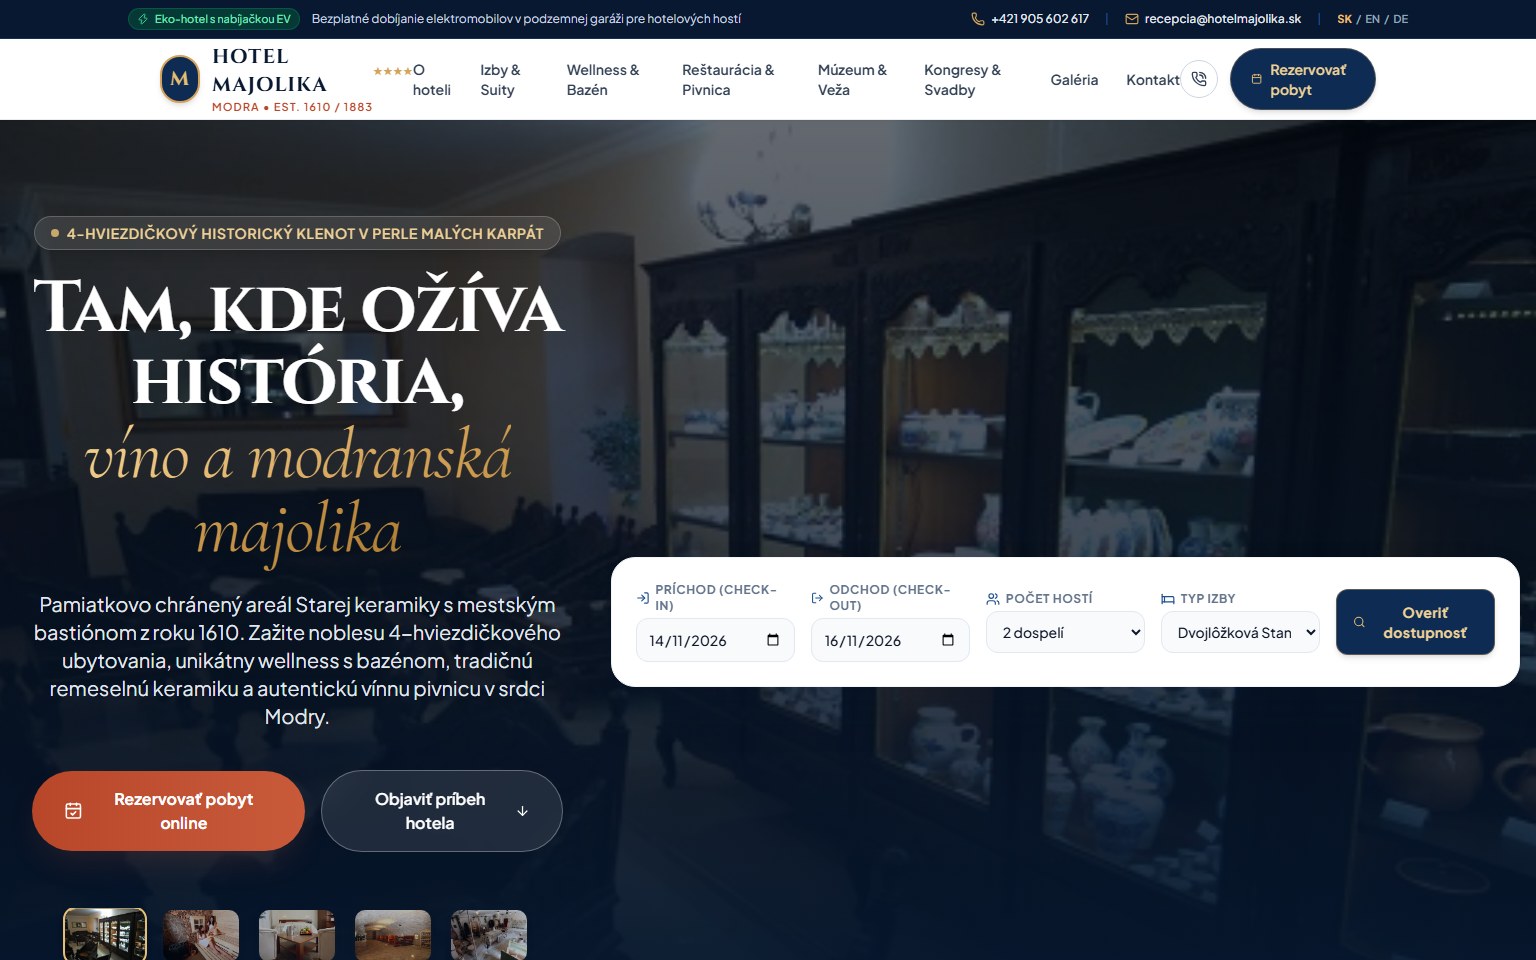 Eko-hotel s nabíjačkou EV
Bezplatné dobíjanie elektromobilov v podzemnej garáži pre hotelových hostí
+421 905 602 617
recepcia@hotelmajolika.sk
SK / EN / DE
M
HOTEL
MAJOLIKA
★★★★
MODRA • EST. 1610 / 1883
O
hoteli
Izby &
Suity
Wellness &
Bazén
Reštaurácia &
Pivnica
Múzeum &
Veža
Kongresy &
Svadby
Galéria
Kontakt
Rezervovať
pobyt
4-HVIEZDIČKOVÝ HISTORICKÝ KLENOT V PERLE MALÝCH KARPÁT
TAM, KDE OŽÍVA
HISTÓRIA,
víno a modranská
majolika
Pamiatkovo chránený areál Starej keramiky s mestským
bastiónom z roku 1610. Zažite noblesu 4-hviezdičkového
ubytovania, unikátny wellness s bazénom, tradičnú
remeselnú keramiku a autentickú vínnu pivnicu v srdci
Modry.
Rezervovať pobyt
online
Objaviť príbeh
hotela
PRÍCHOD (CHECK-
IN)
14/11/2026
ODCHOD (CHECK-
OUT)
16/11/2026
POČET HOSTÍ
2 dospelí
TYP IZBY
Dvojlôžková Stan
Overiť
dostupnosť